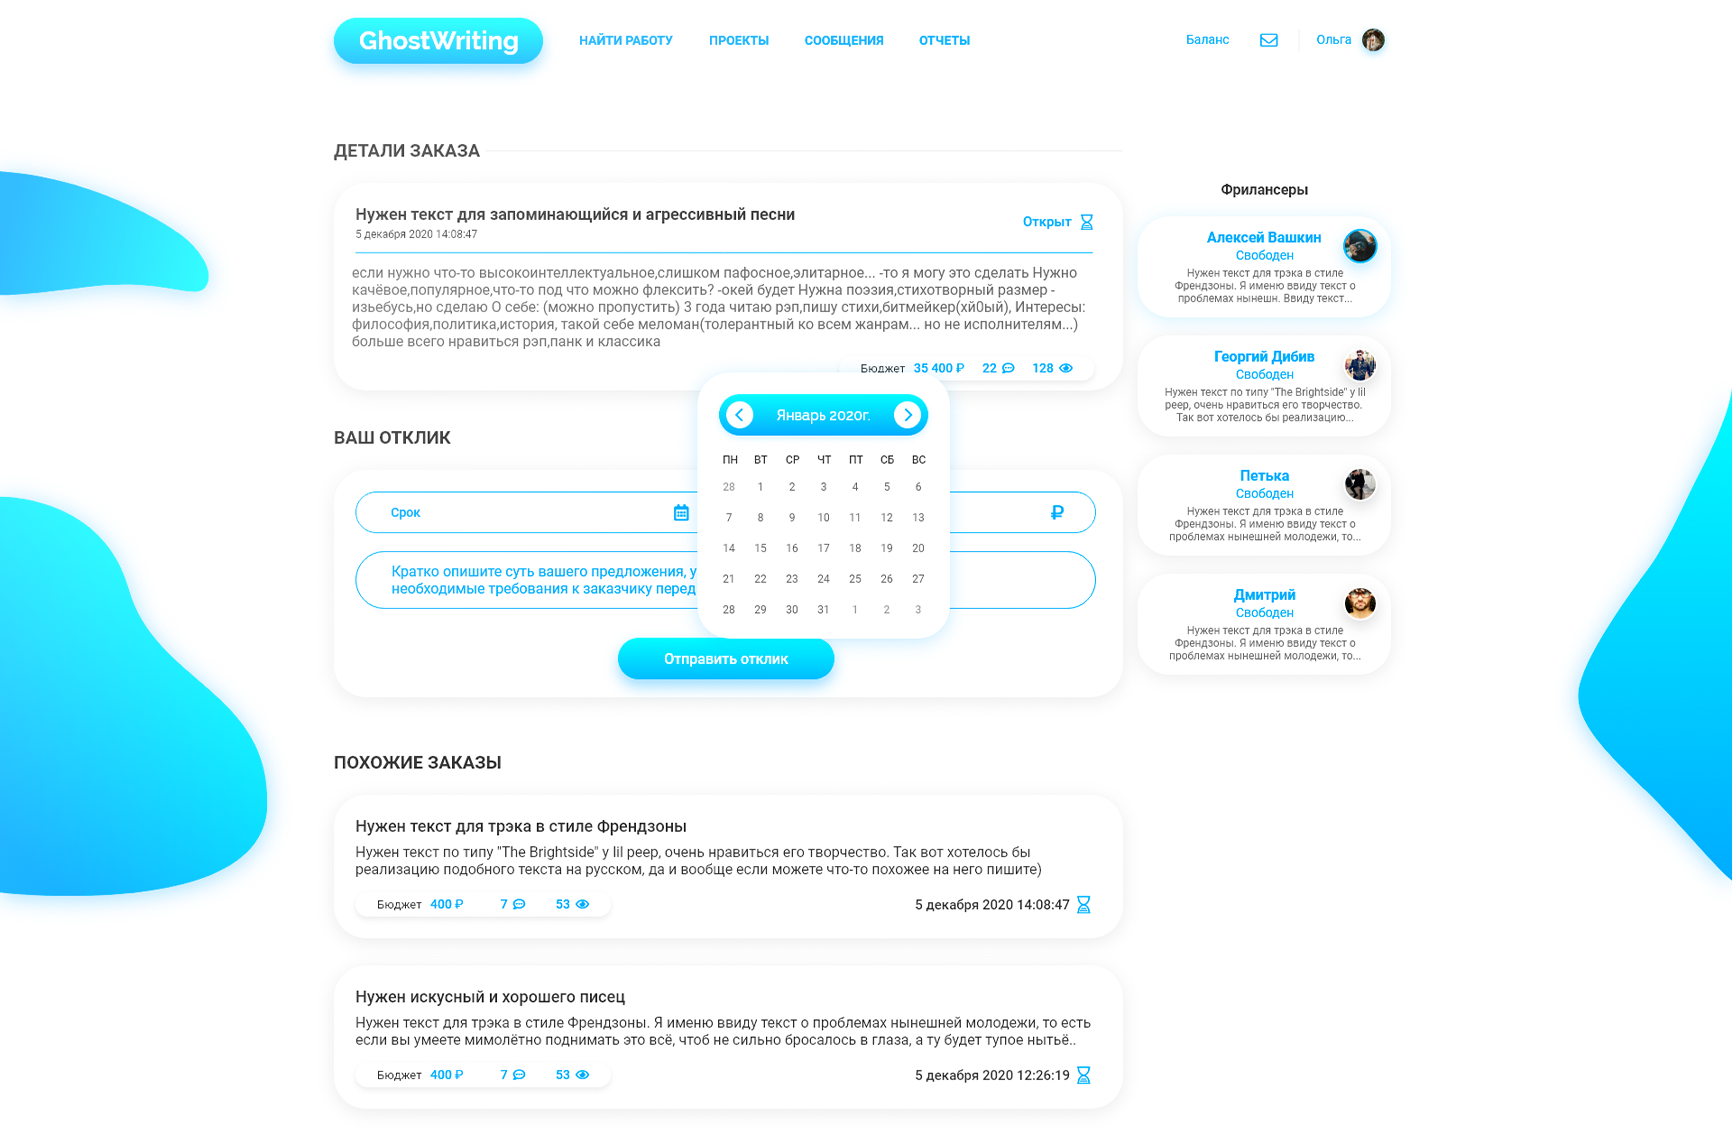 GhostWriting
НАЙТИ РАБОТУ
ПРОЕКТЫ
СООБЩЕНИЯ
ОТЧЕТЫ
Баланс
Ольга
ДЕТАЛИ ЗАКАЗА
Нужен текст для запоминающийся и агрессивный песни
5 декабря 2020 14:08:47
Открыт
если нужно что-то высокоинтеллектуальное,слишком пафосное,элитарное... -то я могу это сделать Нужно
качёвое,популярное,что-то под что можно флексить? -окей будет Нужна поэзия,стихотворный размер -
изьебусь,но сделаю О себе: (можно пропустить) 3 года читаю рэп,пишу стихи,битмейкер(хй0ый), Интересы:
философия,политика,история, такой себе меломан(толерантный ко всем жанрам... но не исполнителям...)
больше всего нравиться рэп,панк и классика
Бюджет 35 400 ₽ 22 128
ВАШ ОТКЛИК
Срок
Кратко опишите суть вашего предложения, у
необходимые требования к заказчику перед
Январь 2020г.
ПН ВТ СР ЧТ ПТ СБ ВС
28 1 2 3 4 5 6
7 8 9 10 11 12 13
14 15 16 17 18 19 20
21 22 23 24 25 26 27
28 29 30 31 1 2 3
₽
Отправить отклик
Фрилансеры
Алексей Вашкин
Свободен
Нужен текст для трэка в стиле
Френдзоны. Я имею ввиду текст о
проблемах нынешн. Ввиду текст...
Георгий Дибив
Свободен
Нужен текст по типу "The Brightside" у lil
peep, очень нравиться его творчество.
Так вот хотелось бы реализацию...
Петька
Свободен
Нужен текст для трэка в стиле
Френдзоны. Я именю ввиду текст о
проблемах нынешней молодежи, то...
Дмитрий
Свободен
Нужен текст для трэка в стиле
Френдзоны. Я именю ввиду текст о
проблемах нынешней молодежи, то...
ПОХОЖИЕ ЗАКАЗЫ
Нужен текст для трэка в стиле Френдзоны
Нужен текст по типу "The Brightside" у lil peep, очень нравиться его творчество. Так вот хотелось бы
реализацию подобного текста на русском, да и вообще если можете что-то похожее на него пишите)
Бюджет 400 ₽ 7 53
5 декабря 2020 14:08:47
Нужен искусный и хорошего писец
Нужен текст для трэка в стиле Френдзоны. Я именю ввиду текст о проблемах нынешней молодежи, то есть
если вы умеете мимолётно поднимать это всё, чтоб не сильно бросалось в глаза, а ту будет тупое нытьё..
Бюджет 400 ₽ 7 53
5 декабря 2020 12:26:19